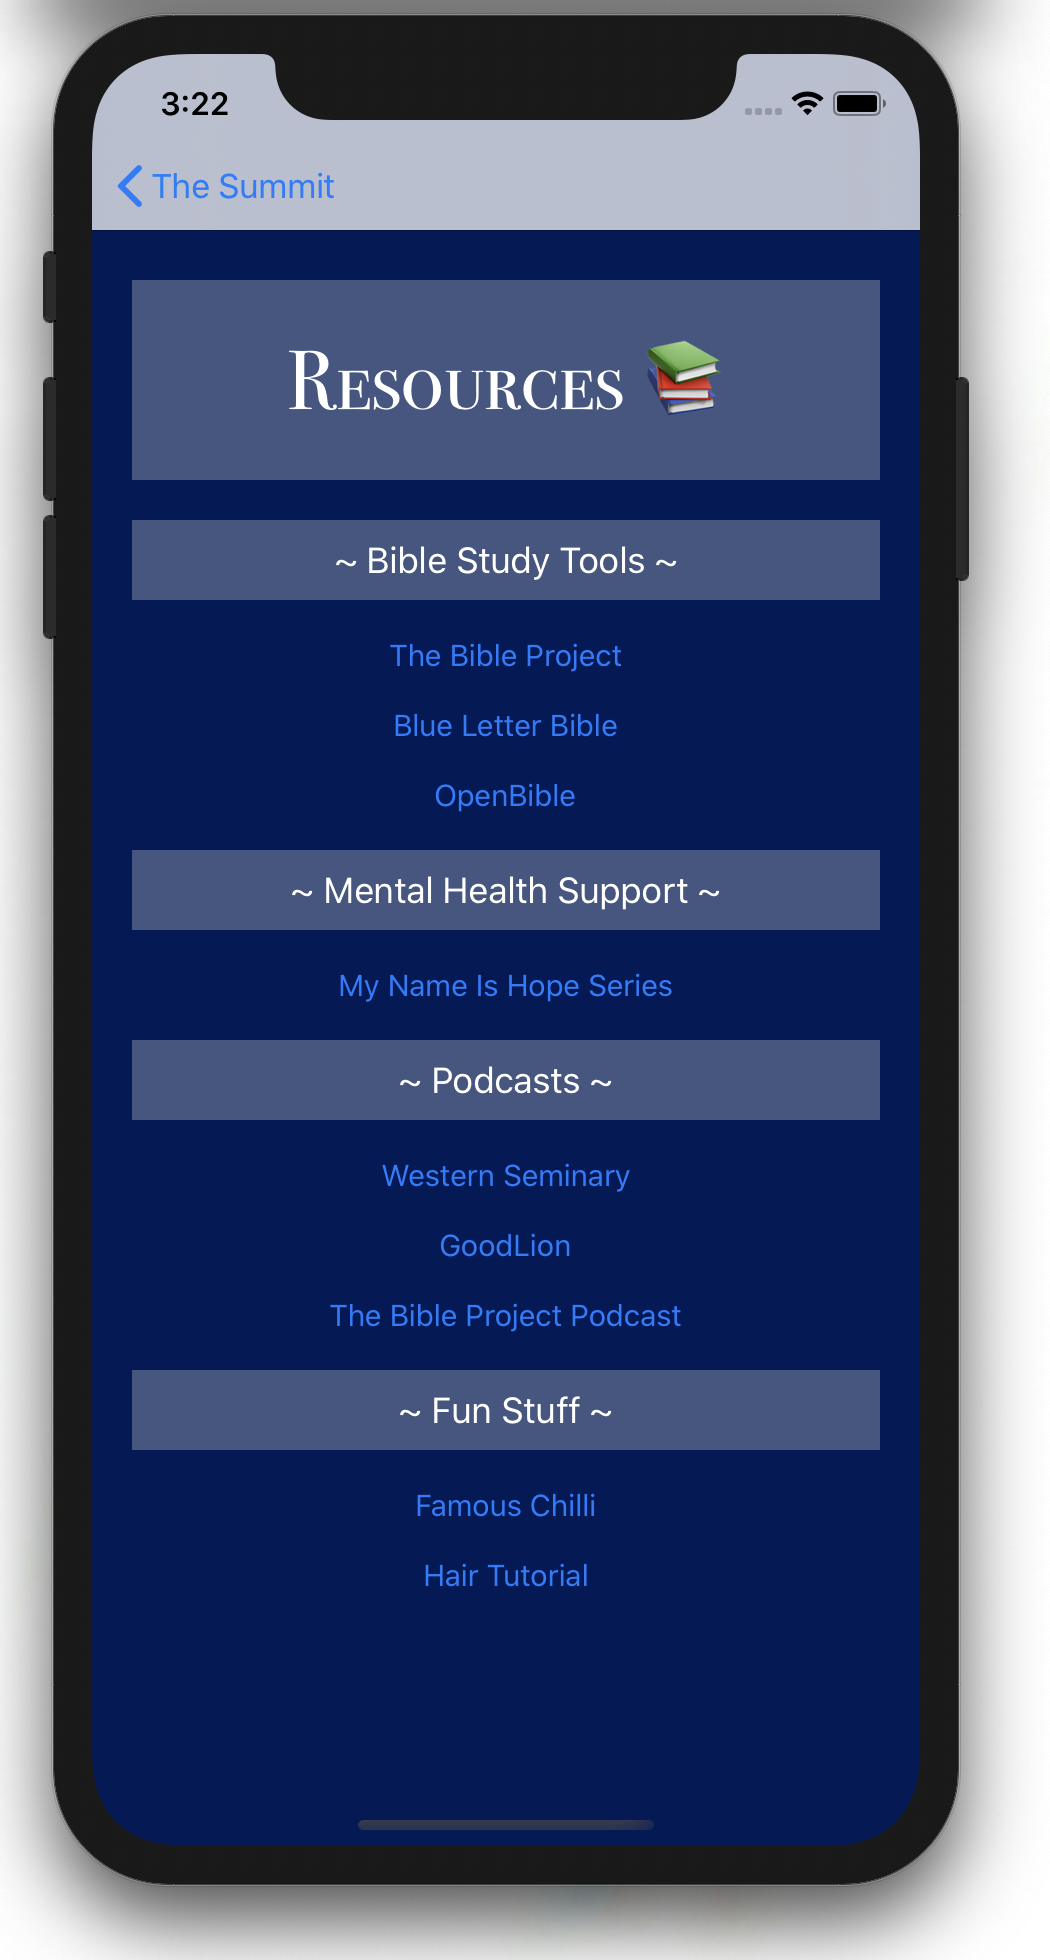 3:22
The Summit
Resources 📚
~ Bible Study Tools ~
The Bible Project
Blue Letter Bible
OpenBible
~ Mental Health Support ~
My Name Is Hope Series
~ Podcasts ~
Western Seminary
GoodLion
The Bible Project Podcast
~ Fun Stuff ~
Famous Chilli
Hair Tutorial